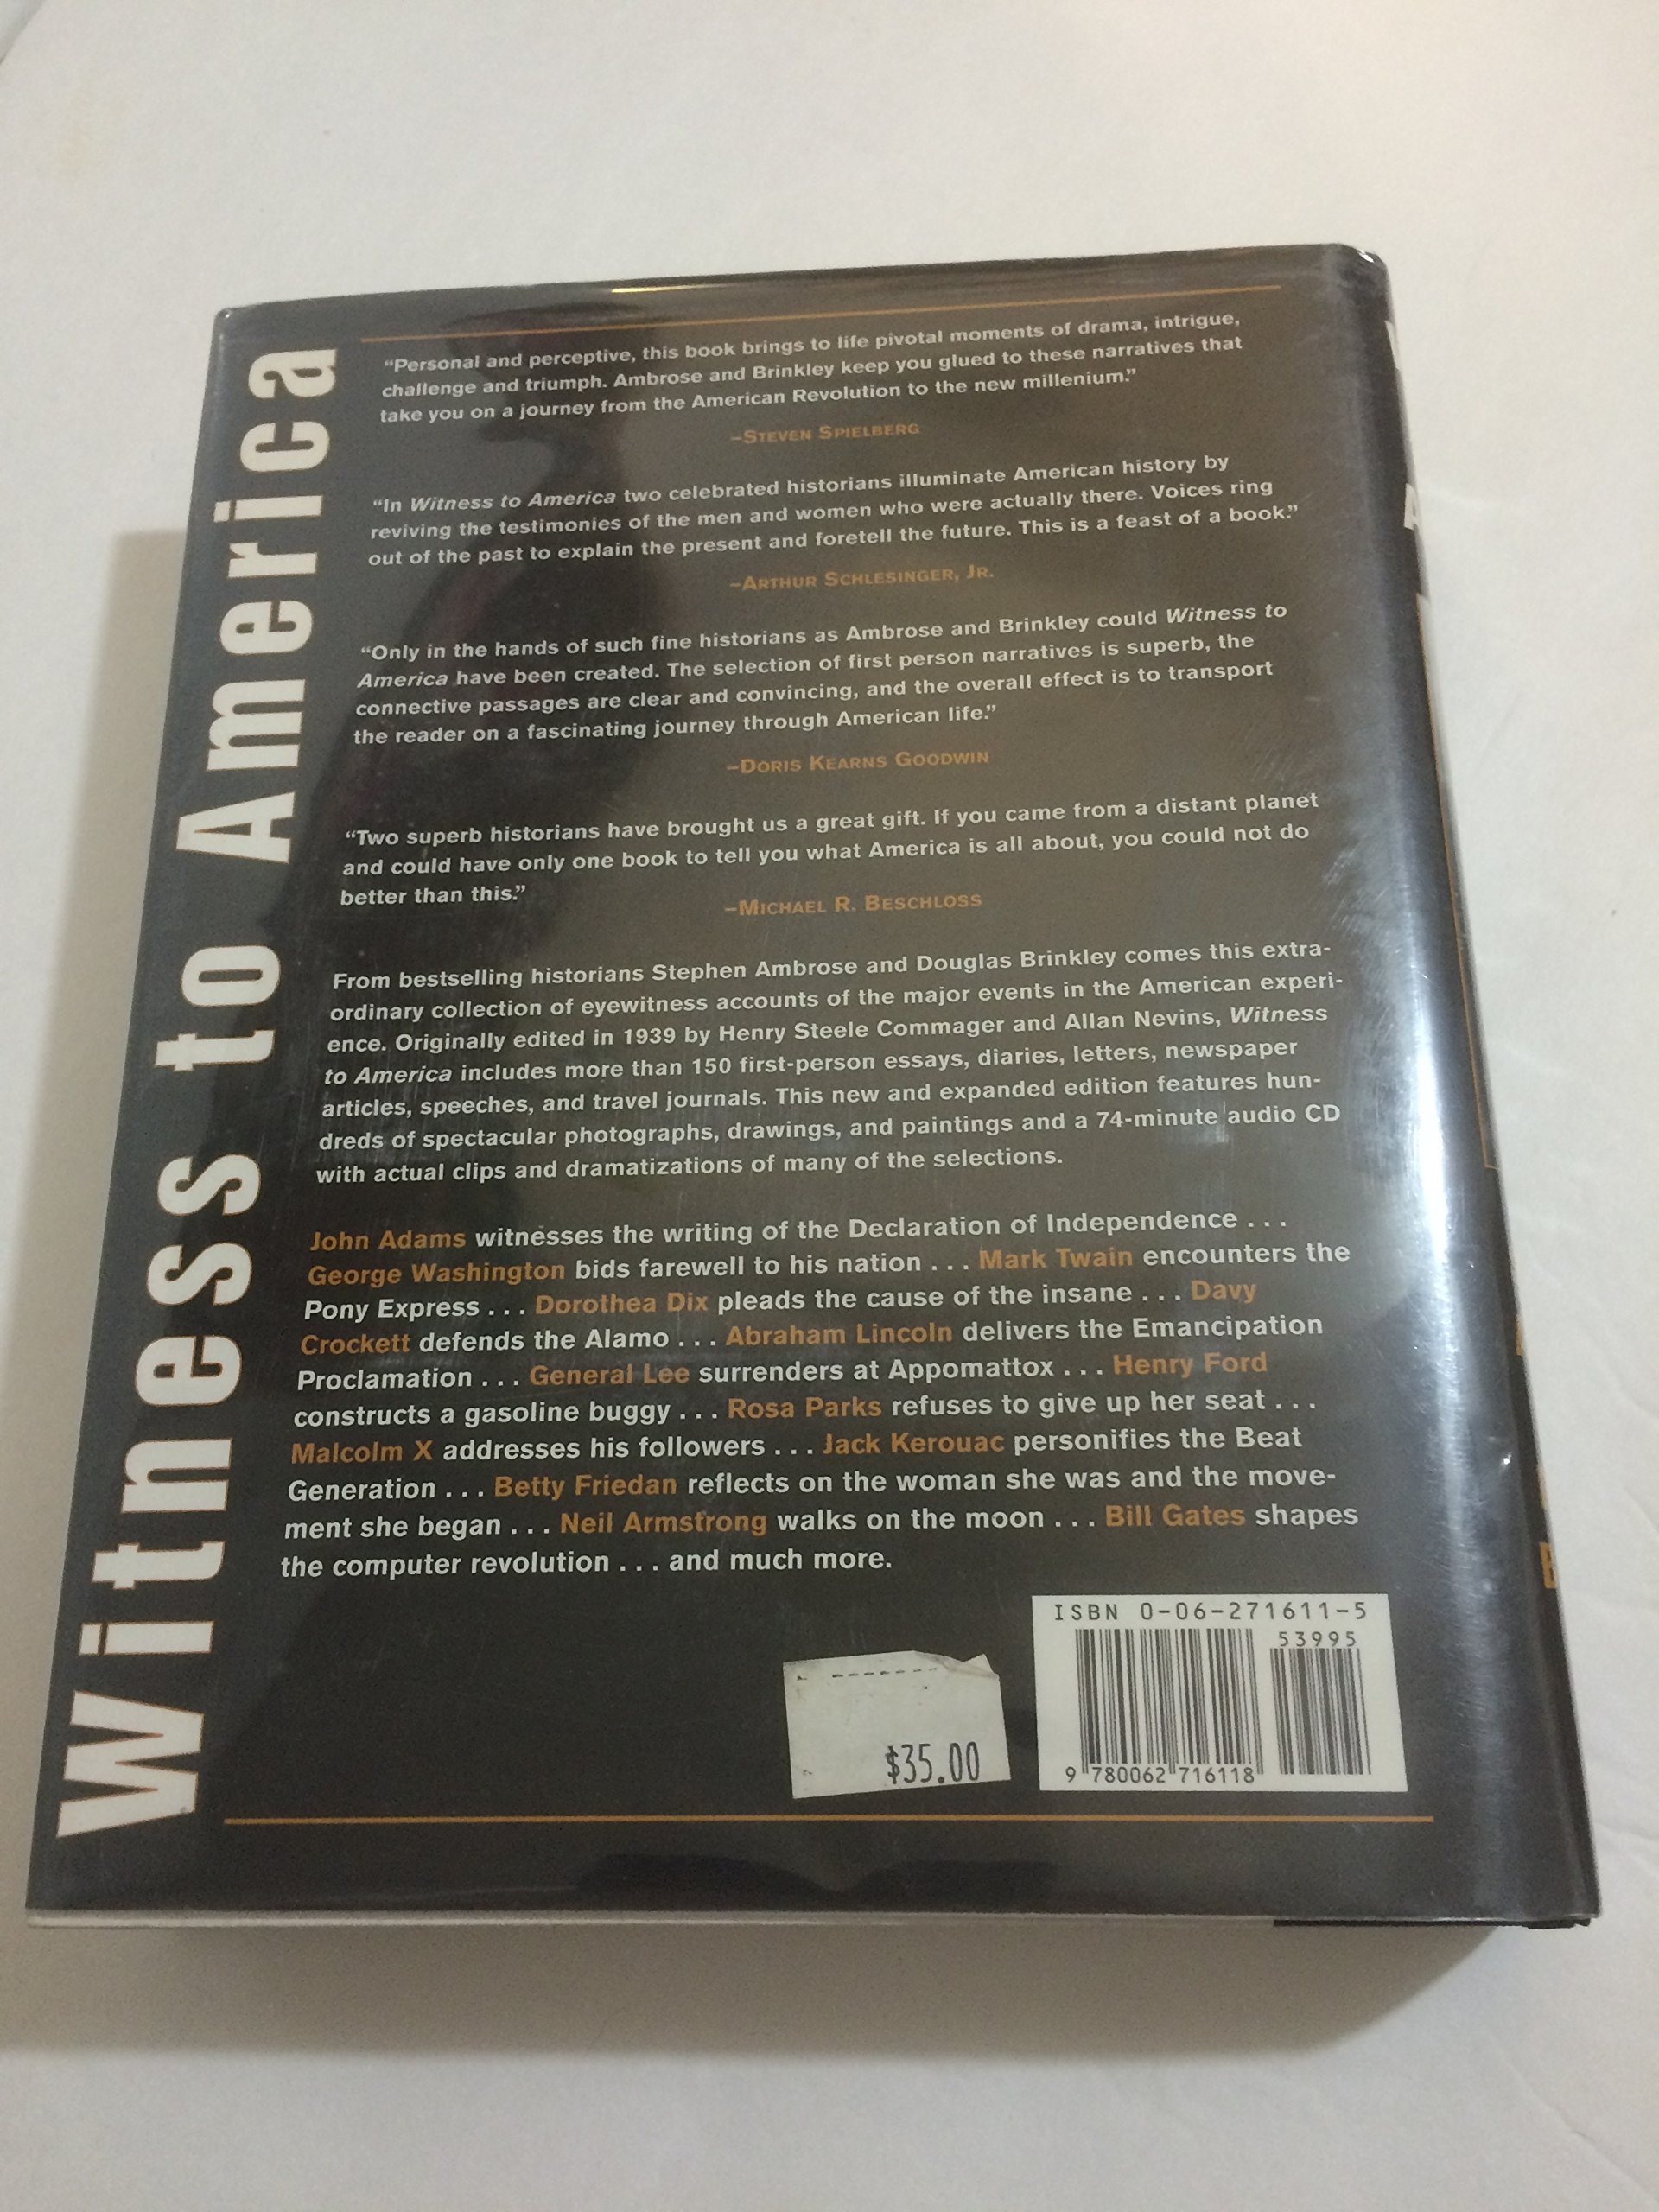 Witness to America
“Personal and perceptive, this book brings to life pivotal moments of drama, intrigue,
challenge and triumph. Ambrose and Brinkley keep you glued to these narratives that
take you on a journey from the American Revolution to the new millenium.”
–STEVEN SPIELBERG
“In Witness to America two celebrated historians illuminate American history by
reviving the testimonies of the men and women who were actually there. Voices ring
out of the past to explain the present and foretell the future. This is a feast of a book.”
–ARTHUR SCHLESINGER, JR.
“Only in the hands of such fine historians as Ambrose and Brinkley could Witness to
America have been created. The selection of first person narratives is superb, the
connective passages are clear and convincing, and the overall effect is to transport
the reader on a fascinating journey through American life.”
–DORIS KEARNS GOODWIN
“Two superb historians have brought us a great gift. If you came from a distant planet
and could have only one book to tell you what America is all about, you could not do
better than this.”
–MICHAEL R. BESCHLOSS
From bestselling historians Stephen Ambrose and Douglas Brinkley comes this extra-
ordinary collection of eyewitness accounts of the major events in the American experi-
ence. Originally edited in 1939 by Henry Steele Commager and Allan Nevins, Witness
to America includes more than 150 first-person essays, diaries, letters, newspaper
articles, speeches, and travel journals. This new and expanded edition features hun-
dreds of spectacular photographs, drawings, and paintings and a 74-minute audio CD
with actual clips and dramatizations of many of the selections.
John Adams witnesses the writing of the Declaration of Independence . . .
George Washington bids farewell to his nation . . . Mark Twain encounters the
Pony Express . . . Dorothea Dix pleads the cause of the insane . . . Davy
Crockett defends the Alamo . . . Abraham Lincoln delivers the Emancipation
Proclamation . . . General Lee surrenders at Appomattox . . . Henry Ford
constructs a gasoline buggy . . . Rosa Parks refuses to give up her seat . . .
Malcolm X addresses his followers . . . Jack Kerouac personifies the Beat
Generation . . . Betty Friedan reflects on the woman she was and the move-
ment she began . . . Neil Armstrong walks on the moon . . . Bill Gates shapes
the computer revolution . . . and much more.
ISBN 0-06-271611-5
53995
9 780062 716118
$35.00